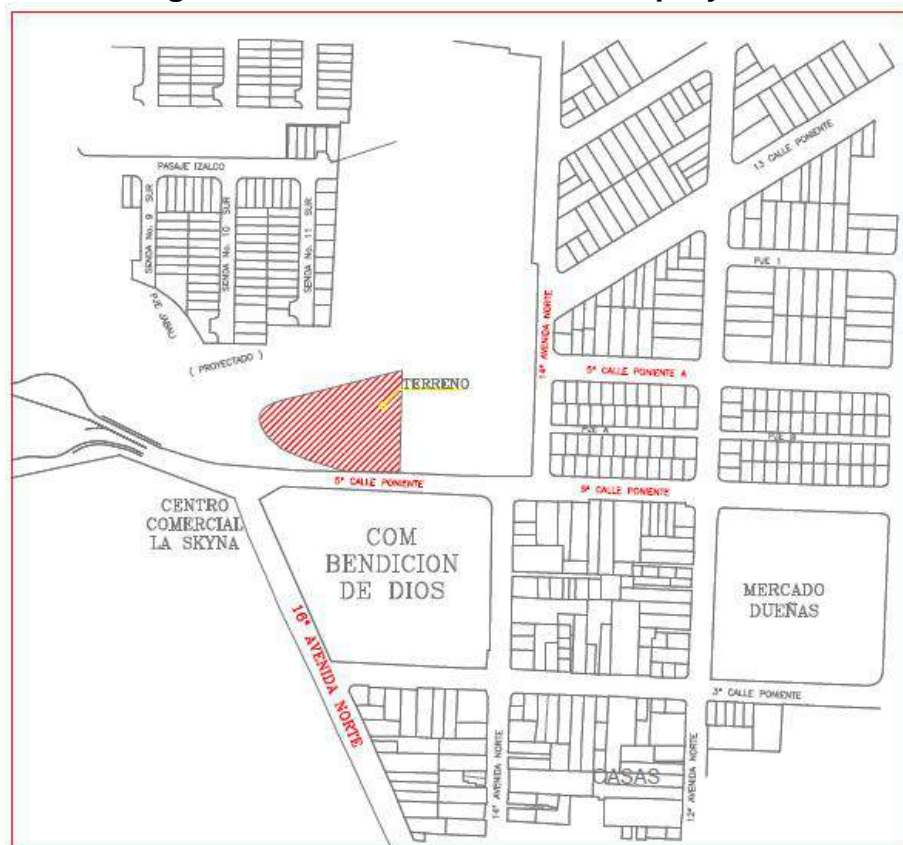 PASAJE IZALCO
SENDA No. 9 SUR
SENDA No. 10 SUR
SENDA No. 11 SUR
PJE JABALI
( PROYECTADO )
13 CALLE PONIENTE
PJE 1
14ª AVENIDA NORTE
5ª CALLE PONIENTE A
TERRENO
PJE A
PJE B
5ª CALLE PONIENTE
5ª CALLE PONIENTE
CENTRO
COMERCIAL
LA SKYNA
COM
BENDICION
DE DIOS
MERCADO
DUEÑAS
16ª AVENIDA NORTE
3ª CALLE PONIENTE
14ª AVENIDA NORTE
CASAS
12ª AVENIDA NORTE